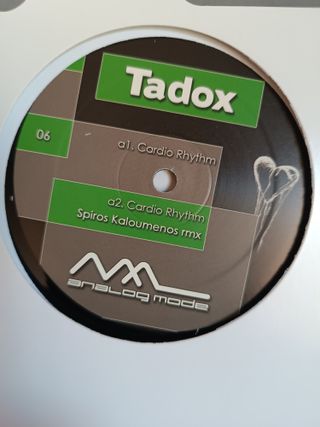 Tadox
06
a1. Cardio Rhythm
a2. Cardio Rhythm
Spiros Kaloumenos rmx
analog mode